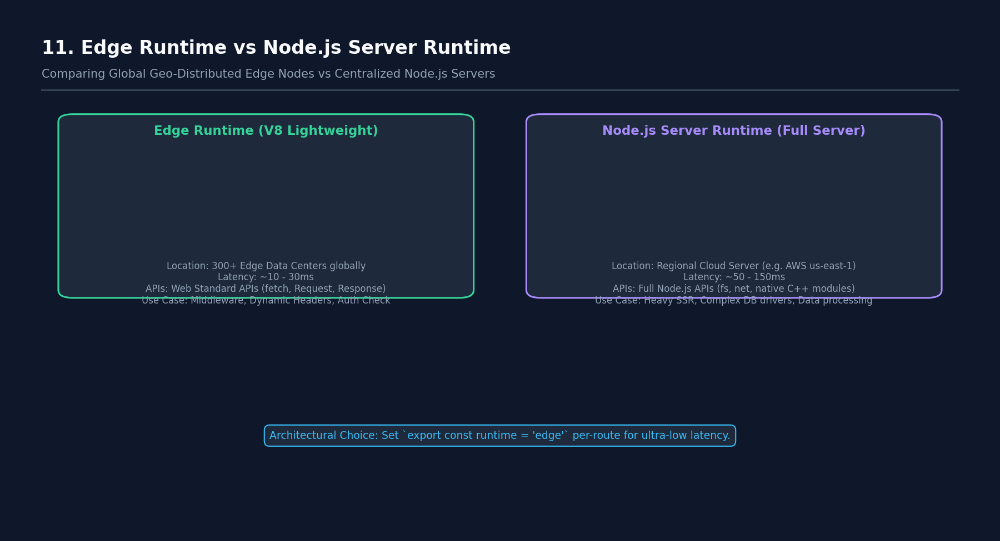 11. Edge Runtime vs Node.js Server Runtime
Comparing Global Geo-Distributed Edge Nodes vs Centralized Node.js Servers
Edge Runtime (V8 Lightweight)
Location: 300+ Edge Data Centers globally
Latency: ~10 - 30ms
APIs: Web Standard APIs (fetch, Request, Response)
Use Case: Middleware, Dynamic Headers, Auth Check
Node.js Server Runtime (Full Server)
Location: Regional Cloud Server (e.g. AWS us-east-1)
Latency: ~50 - 150ms
APIs: Full Node.js APIs (fs, net, native C++ modules)
Use Case: Heavy SSR, Complex DB drivers, Data processing
Architectural Choice: Set `export const runtime = 'edge'` per-route for ultra-low latency.